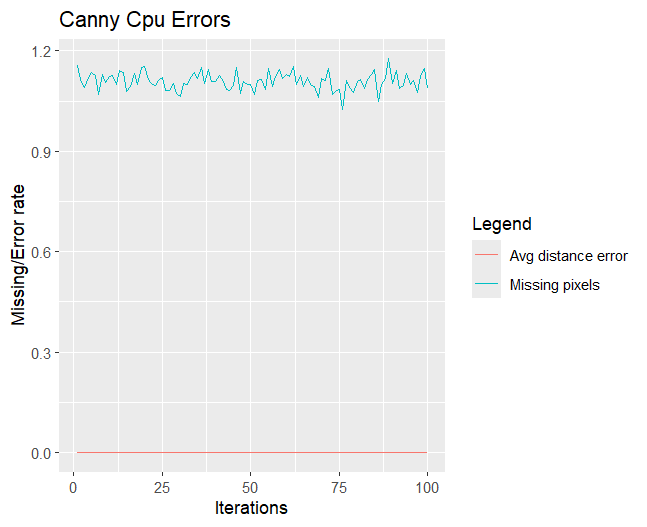 Canny Cpu Errors
Missing/Error rate
1.2
0.9
0.6
0.3
0.0
0
25
50
75
100
Iterations
Legend
Avg distance error
Missing pixels